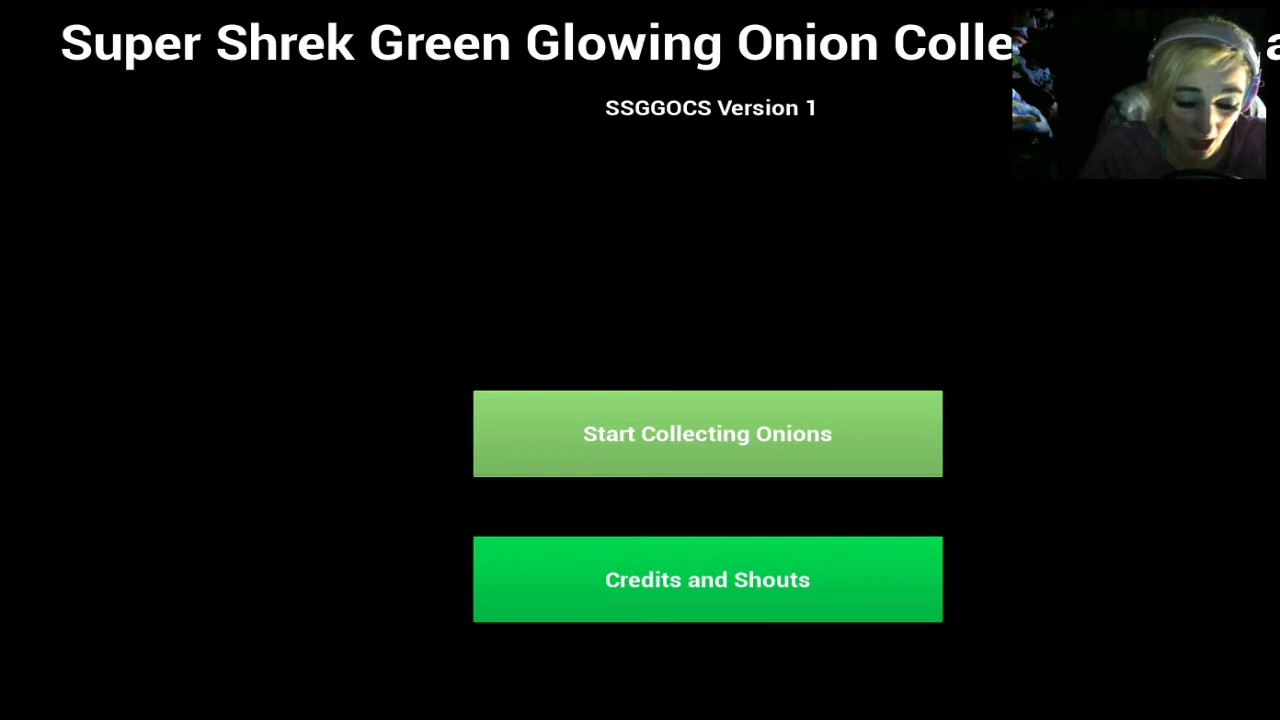 Super Shrek Green Glowing Onion Colle
SSGGOCS Version 1
Start Collecting Onions
Credits and Shouts